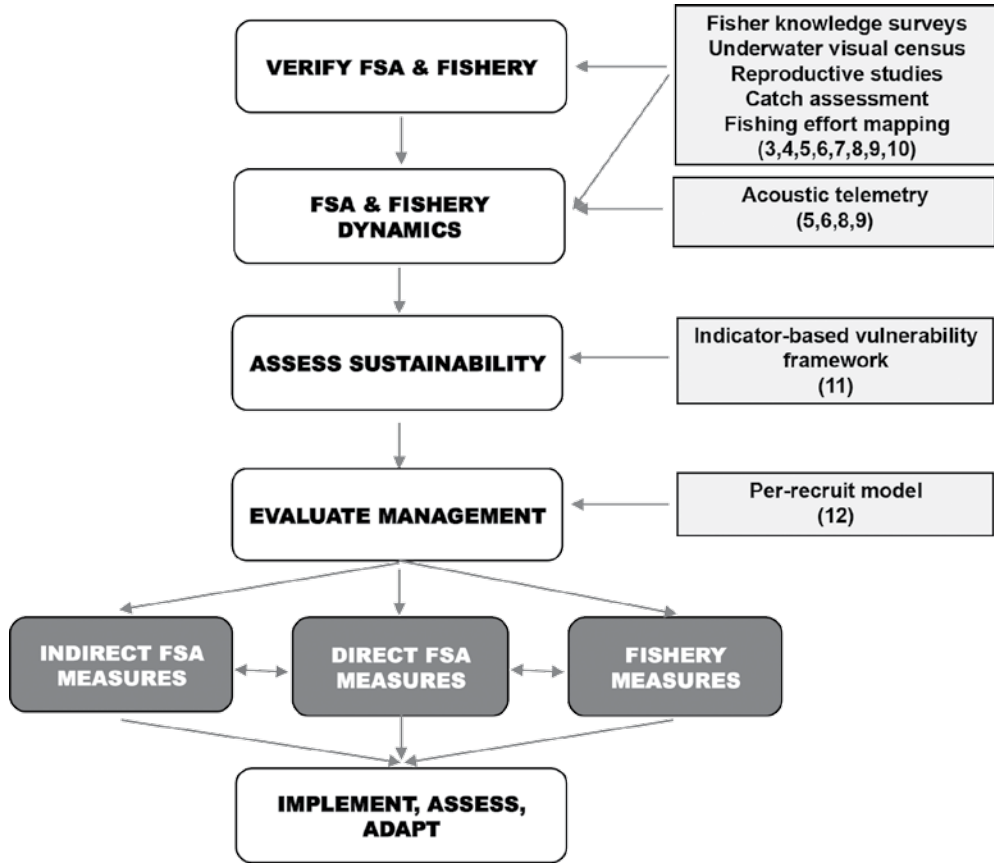 VERIFY FSA & FISHERY
Fisher knowledge surveys
Underwater visual census
Reproductive studies
Catch assessment
Fishing effort mapping
(3,4,5,6,7,8,9,10)
FSA & FISHERY
DYNAMICS
Acoustic telemetry
(5,6,8,9)
ASSESS SUSTAINABILITY
Indicator-based vulnerability
framework
(11)
EVALUATE MANAGEMENT
Per-recruit model
(12)
INDIRECT FSA
MEASURES
DIRECT FSA
MEASURES
FISHERY
MEASURES
IMPLEMENT, ASSESS,
ADAPT